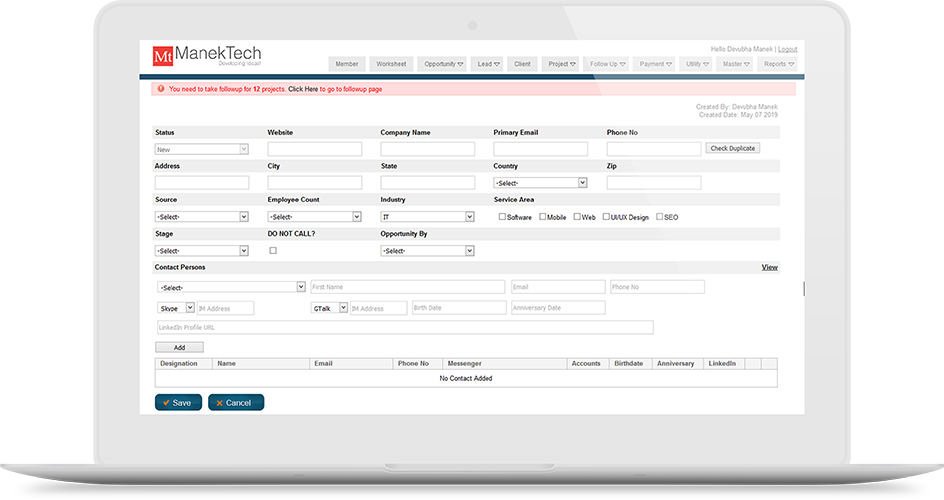 Mt ManekTech
Developing Ideas!
Hello Devubha Manek | Logout
Member Worksheet Opportunity Lead Client Project Follow Up Payment Utility Master Reports
You need to take followup for 12 projects. Click Here to go to followup page
Created By: Devubha Manek
Created Date: May 07 2019
Status Website Company Name Primary Email Phone No
New Check Duplicate
Address City State Country Zip
-Select-
Source Employee Count Industry Service Area
-Select- -Select- IT Software Mobile Web UI/UX Design SEO
Stage DO NOT CALL? Opportunity By
-Select- -Select-
Contact Persons View
-Select- First Name Email Phone No
Skype IM Address GTalk IM Address Birth Date Anniversary Date
LinkedIn Profile URL
Add
Designation Name Email Phone No Messenger Accounts Birthdate Anniversary LinkedIn
No Contact Added
Save Cancel